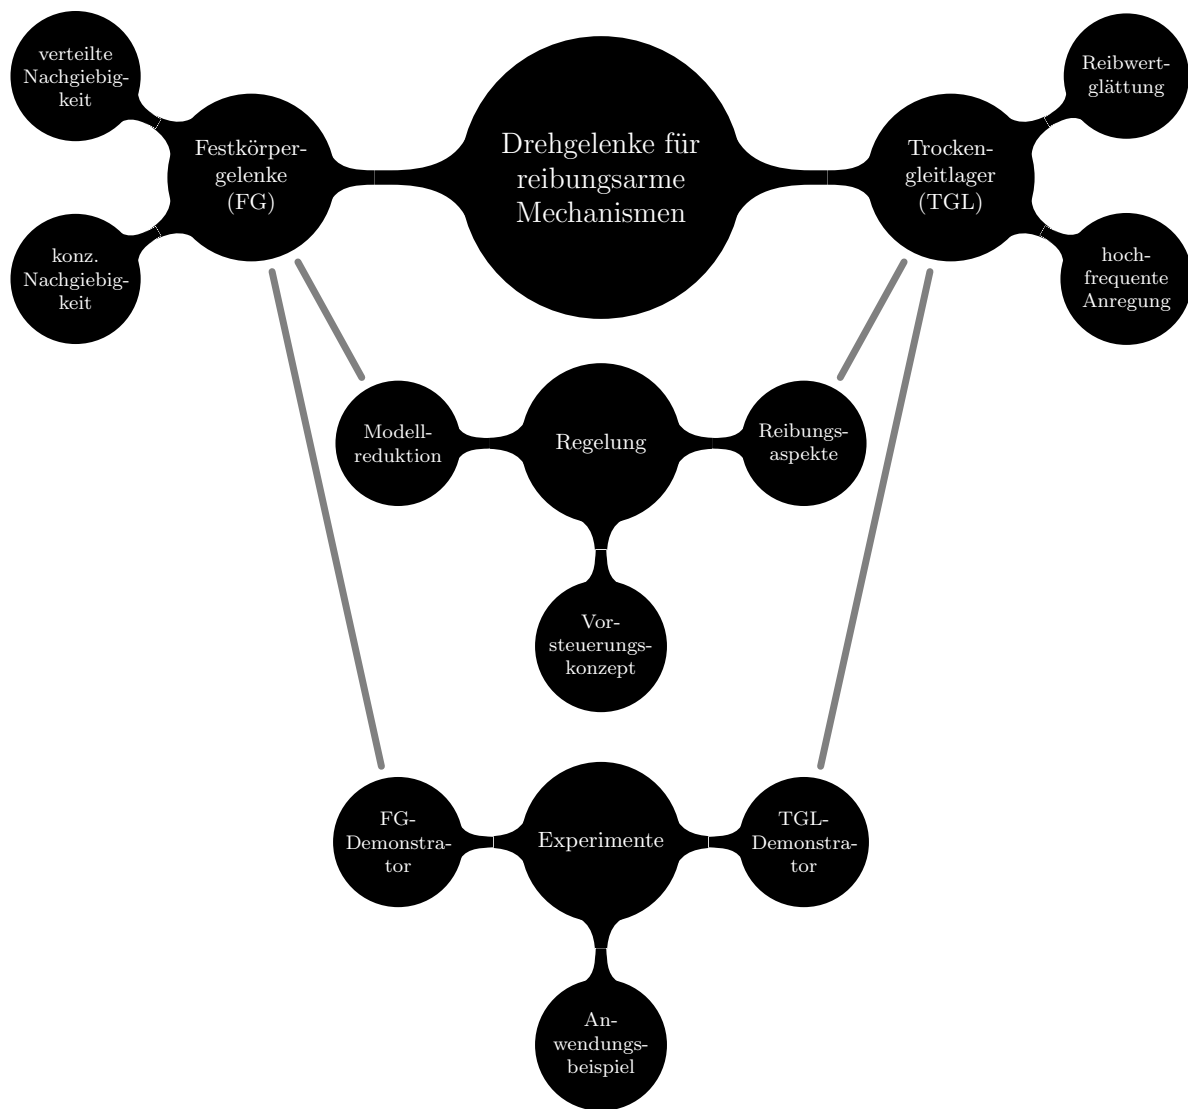 verteilte
Nachgiebig-
keit
Festkörper-
gelenke
(FG)
konz.
Nachgiebig-
keit
Drehgelenke für
reibungsarme
Mechanismen
Trocken-
gleitlager
(TGL)
Reibwert-
glättung
hoch-
frequente
Anregung
Modell-
reduktion
Regelung
Reibungs-
aspekte
Vor-
steuerungs-
konzept
FG-
Demonstra-
tor
Experimente
TGL-
Demonstra-
tor
An-
wendungs-
beispiel